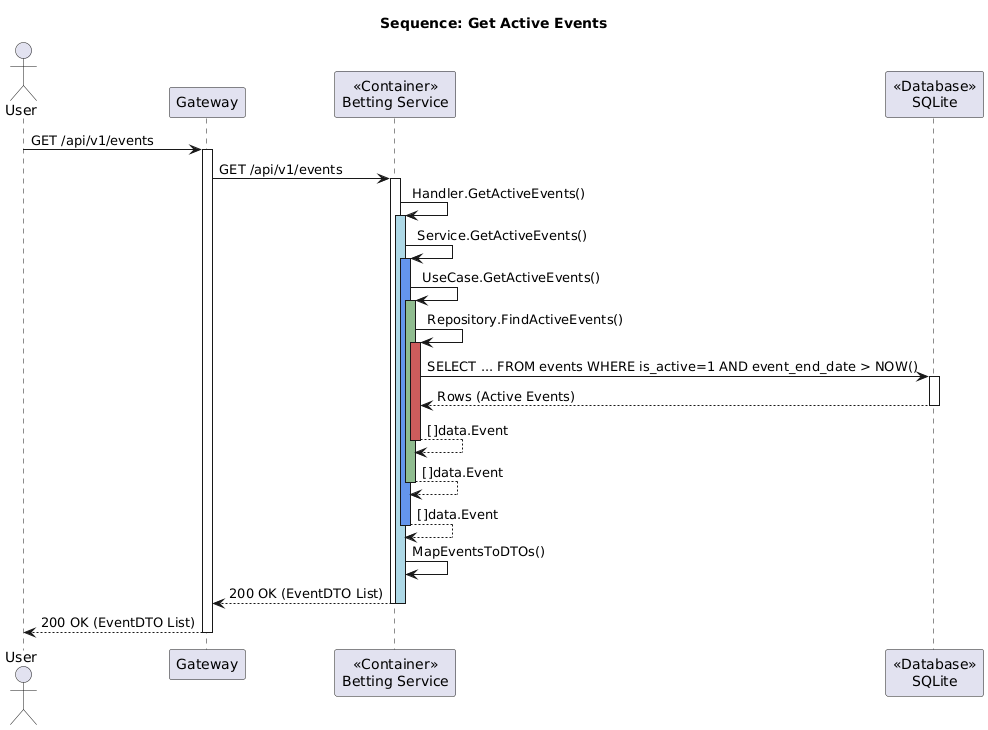 Sequence: Get Active Events
User
Gateway
«Container»
Betting Service
«Database»
SQLite
GET /api/v1/events
GET /api/v1/events
Handler.GetActiveEvents()
Service.GetActiveEvents()
UseCase.GetActiveEvents()
Repository.FindActiveEvents()
SELECT ... FROM events WHERE is_active=1 AND event_end_date > NOW()
Rows (Active Events)
[]data.Event
[]data.Event
[]data.Event
MapEventsToDTOs()
200 OK (EventDTO List)
200 OK (EventDTO List)
User
Gateway
«Container»
Betting Service
«Database»
SQLite